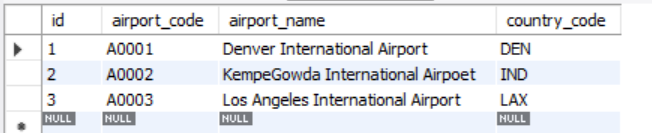 id airport_code airport_name country_code
1 A0001 Denver International Airport DEN
2 A0002 KempeGowda International Airpoet IND
3 A0003 Los Angeles International Airport LAX
NULL NULL NULL NULL